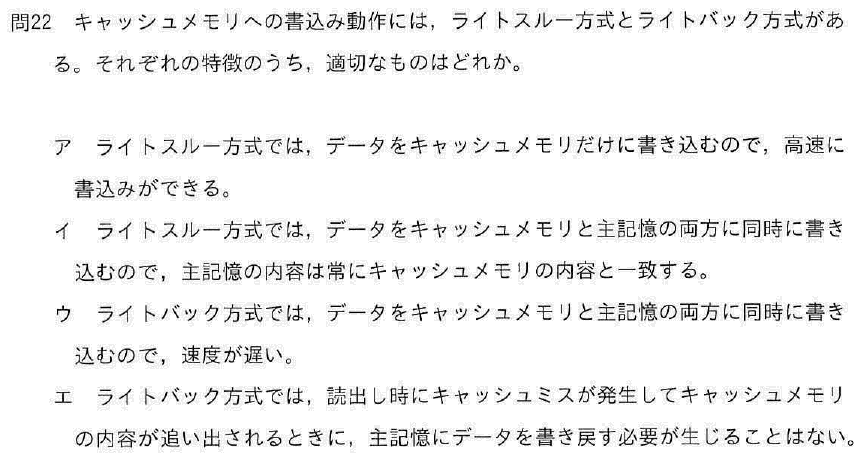 問22　キャッシュメモリへの書込み動作には，ライトスルー方式とライトバック方式があ
る。それぞれの特徴のうち，適切なものはどれか。
ア　ライトスルー方式では，データをキャッシュメモリだけに書き込むので，高速に
書込みができる。
イ　ライトスルー方式では，データをキャッシュメモリと主記憶の両方に同時に書き
込むので，主記憶の内容は常にキャッシュメモリの内容と一致する。
ウ　ライトバック方式では，データをキャッシュメモリと主記憶の両方に同時に書き
込むので，速度が遅い。
エ　ライトバック方式では，読出し時にキャッシュミスが発生してキャッシュメモリ
の内容が追い出されるときに，主記憶にデータを書き戻す必要が生じることはない。